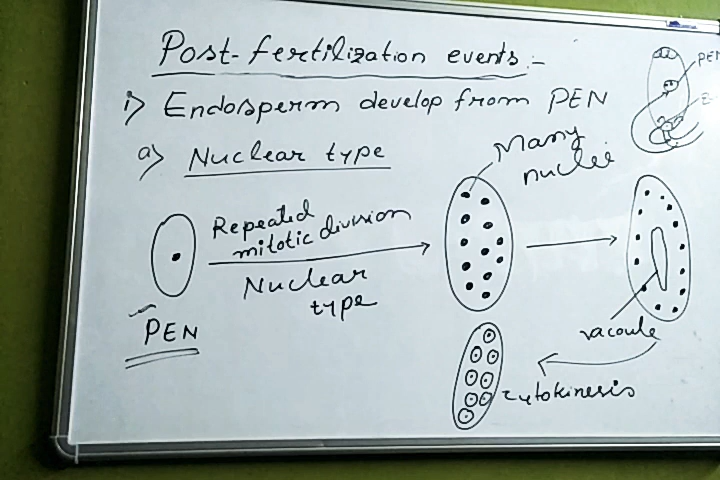 Post-fertilization events:-
i) Endosperm develop from PEN
a) Nuclear type
PEN
Many
nuclei
Repeated
mitotic division
Nuclear
type
PEN
vacoule
cytokinesis